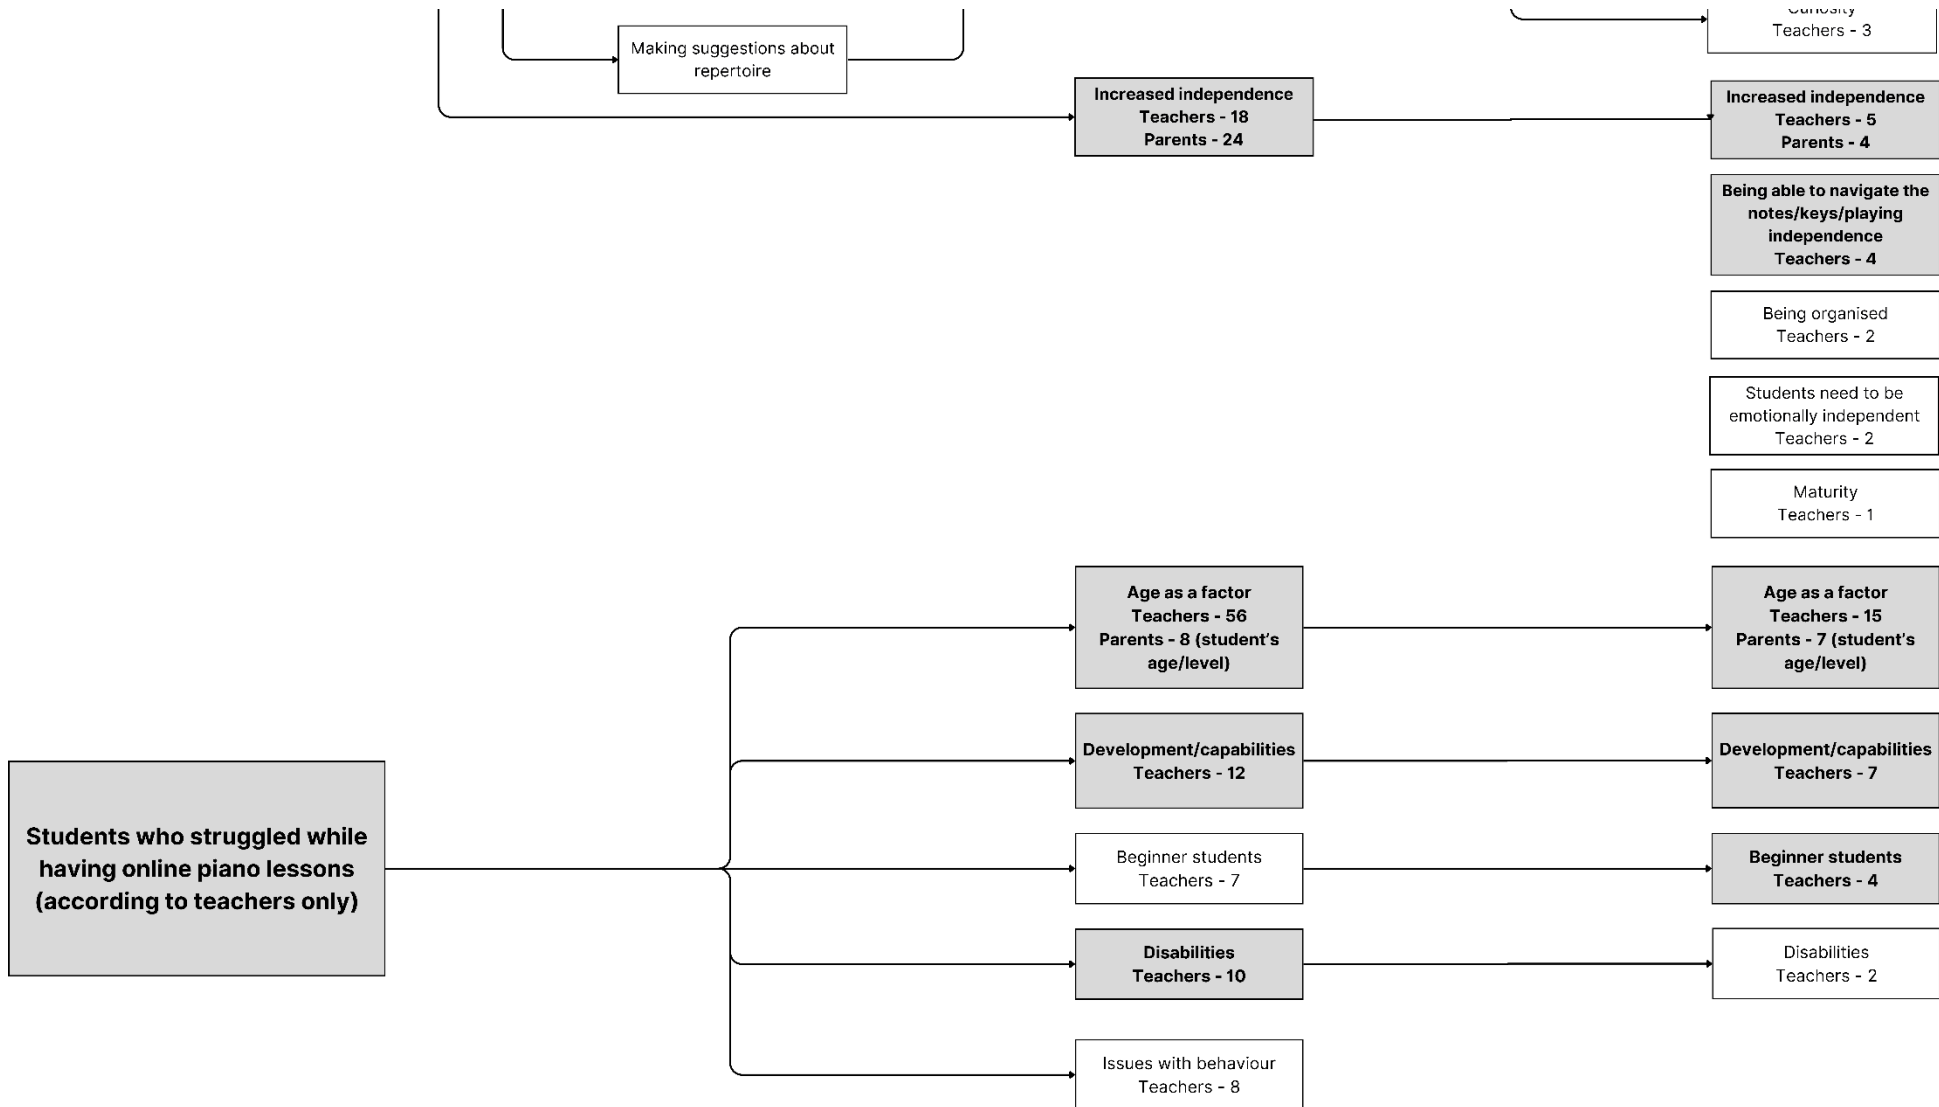 Curiosity
Teachers - 3
Making suggestions about
repertoire
Increased independence
Teachers - 18
Parents - 24
Increased independence
Teachers - 5
Parents - 4
Being able to navigate the
notes/keys/playing
independence
Teachers - 4
Being organised
Teachers - 2
Students need to be
emotionally independent
Teachers - 2
Maturity
Teachers - 1
Age as a factor
Teachers - 56
Parents - 8 (student's
age/level)
Age as a factor
Teachers - 15
Parents - 7 (student's
age/level)
Development/capabilities
Teachers - 12
Development/capabilities
Teachers - 7
Students who struggled while
having online piano lessons
(according to teachers only)
Beginner students
Teachers - 7
Beginner students
Teachers - 4
Disabilities
Teachers - 10
Disabilities
Teachers - 2
Issues with behaviour
Teachers - 8